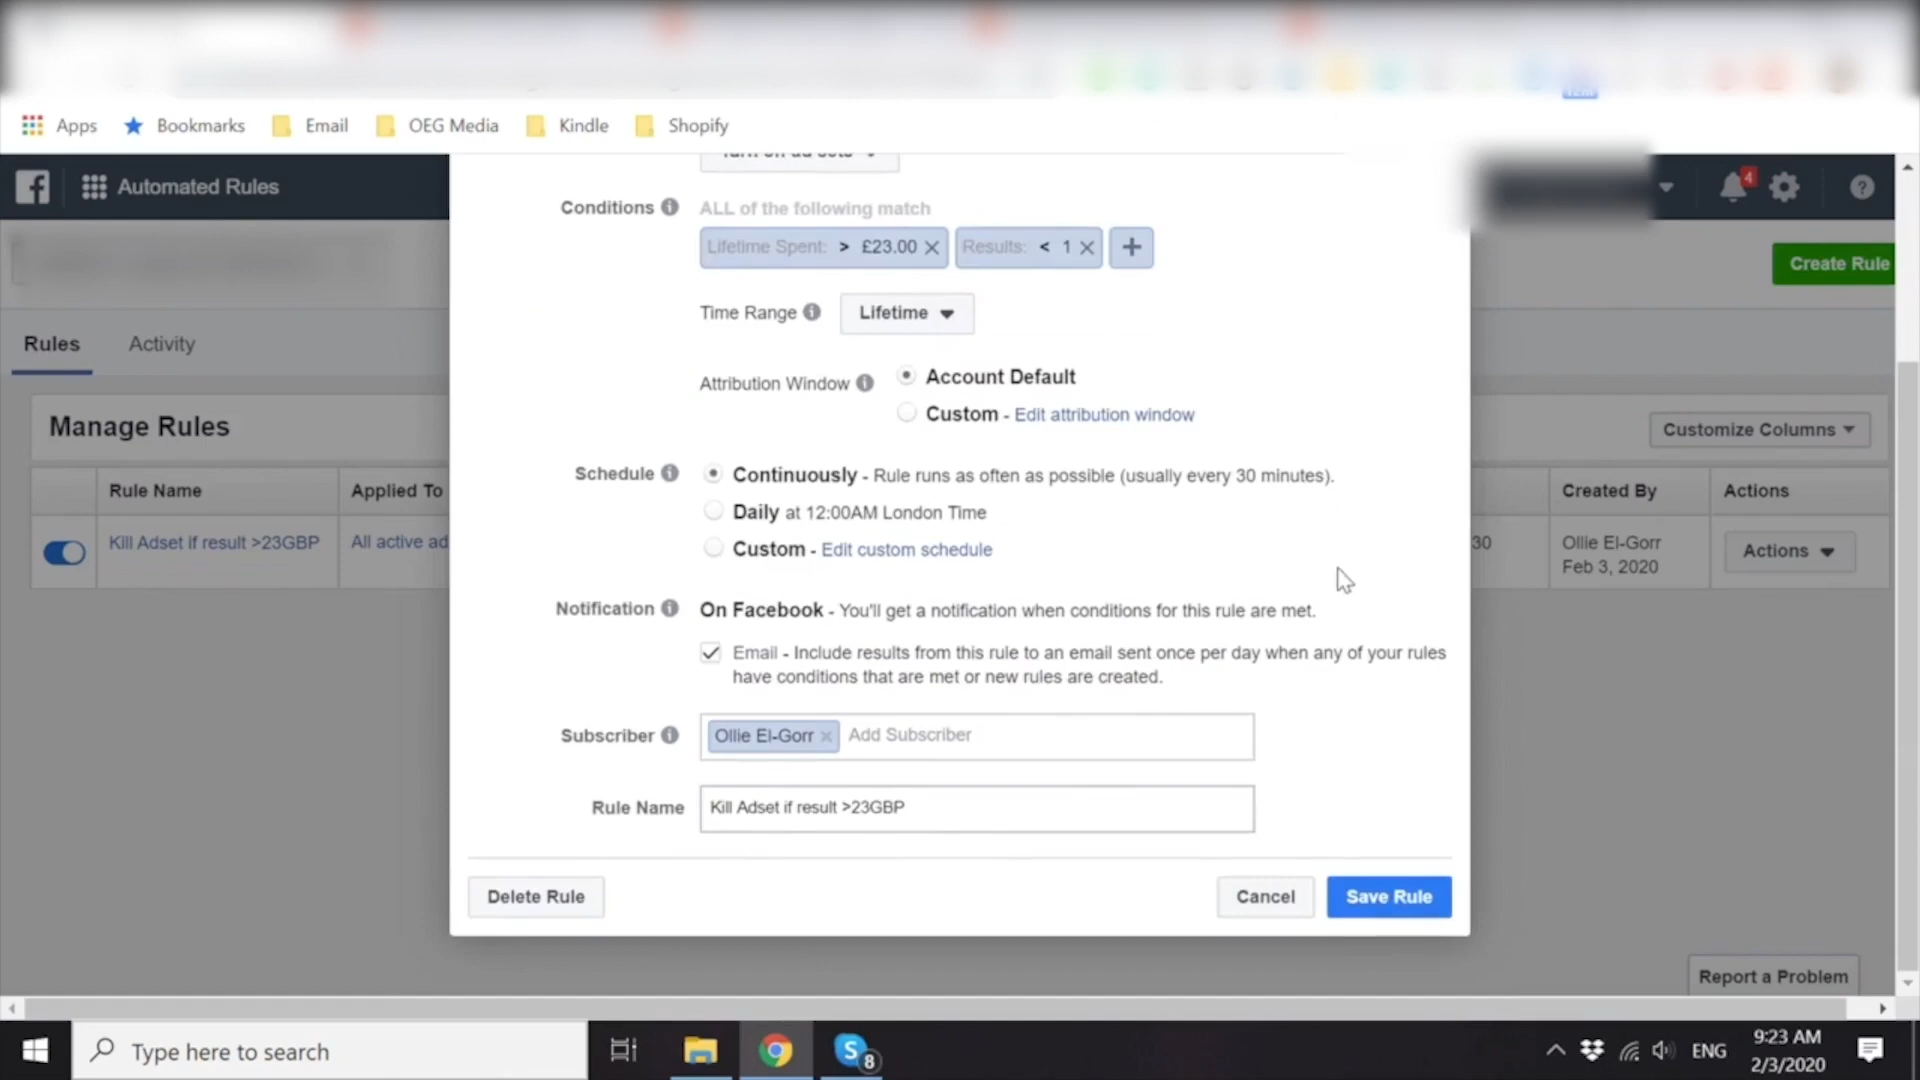 Apps
Bookmarks
Email
OEG Media
Kindle
Shopify
Automated Rules
4
Turn off ad sets
Conditions
ALL of the following match
Lifetime Spent: > £23.00
Results: < 1
+
Create Rule
Time Range
Lifetime
Rules
Activity
Attribution Window
Account Default
Custom - Edit attribution window
Manage Rules
Customize Columns
Schedule
Continuously - Rule runs as often as possible (usually every 30 minutes).
Daily at 12:00AM London Time
Custom - Edit custom schedule
Rule Name
Applied To
Created By
Actions
Kill Adset if result >23GBP
All active ad
30
Ollie El-Gorr
Feb 3, 2020
Actions
Notification
On Facebook - You'll get a notification when conditions for this rule are met.
Email - Include results from this rule to an email sent once per day when any of your rules
have conditions that are met or new rules are created.
Subscriber
Ollie El-Gorr
Add Subscriber
Rule Name
Kill Adset if result >23GBP
Delete Rule
Cancel
Save Rule
Report a Problem
Type here to search
S
8
ENG
9:23 AM
2/3/2020